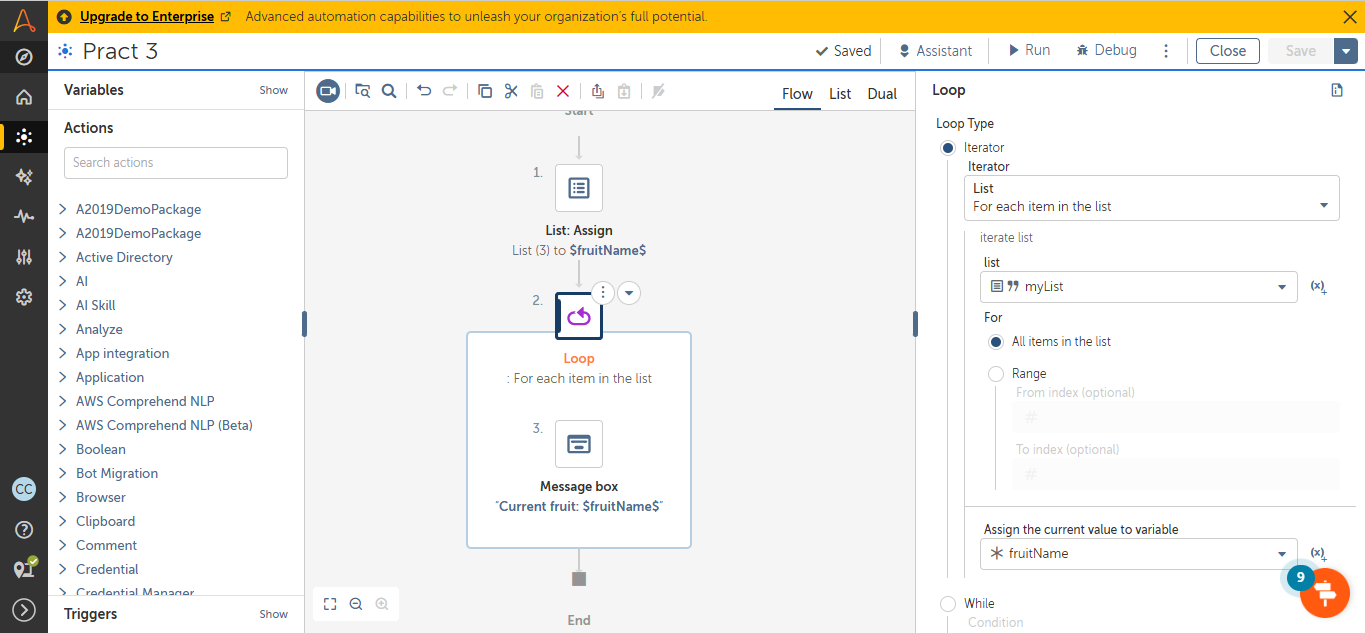 Upgrade to Enterprise Advanced automation capabilities to unleash your organization's full potential.
Pract 3
Saved
Assistant
Run
Debug
Close
Save
Variables
Show
Actions
Search actions
A2019DemoPackage
A2019DemoPackage
Active Directory
AI
AI Skill
Analyze
App integration
Application
AWS Comprehend NLP
AWS Comprehend NLP (Beta)
Boolean
Bot Migration
Browser
Clipboard
Comment
Credential
Credential Manager
Triggers
Show
CC
Flow
List
Dual
Start
1.
List: Assign
List (3) to $fruitName$
2.
Loop
: For each item in the list
3.
Message box
"Current fruit: $fruitName$"
End
Loop
Loop Type
Iterator
Iterator
List
For each item in the list
iterate list
list
myList
(x)+
For
All items in the list
Range
From index (optional)
#
To index (optional)
#
Assign the current value to variable
fruitName
(x)+
9
While
Condition